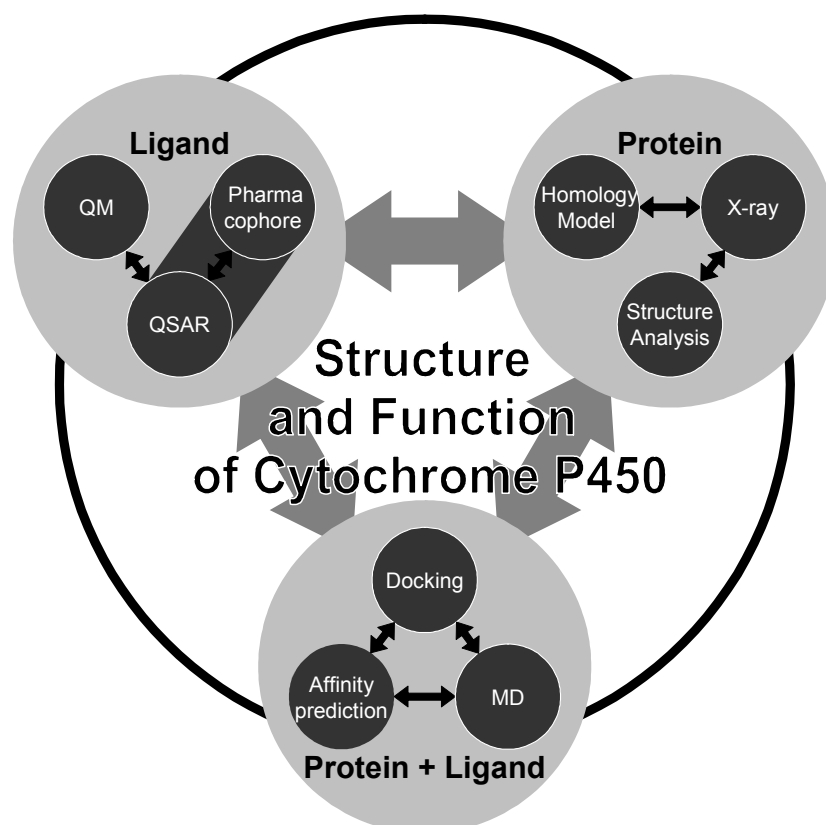 Ligand
QM
Pharma
cophore
QSAR
Protein
Homology
Model
X-ray
Structure
Analysis
Structure
and Function
of Cytochrome P450
Docking
Affinity
prediction
MD
Protein + Ligand